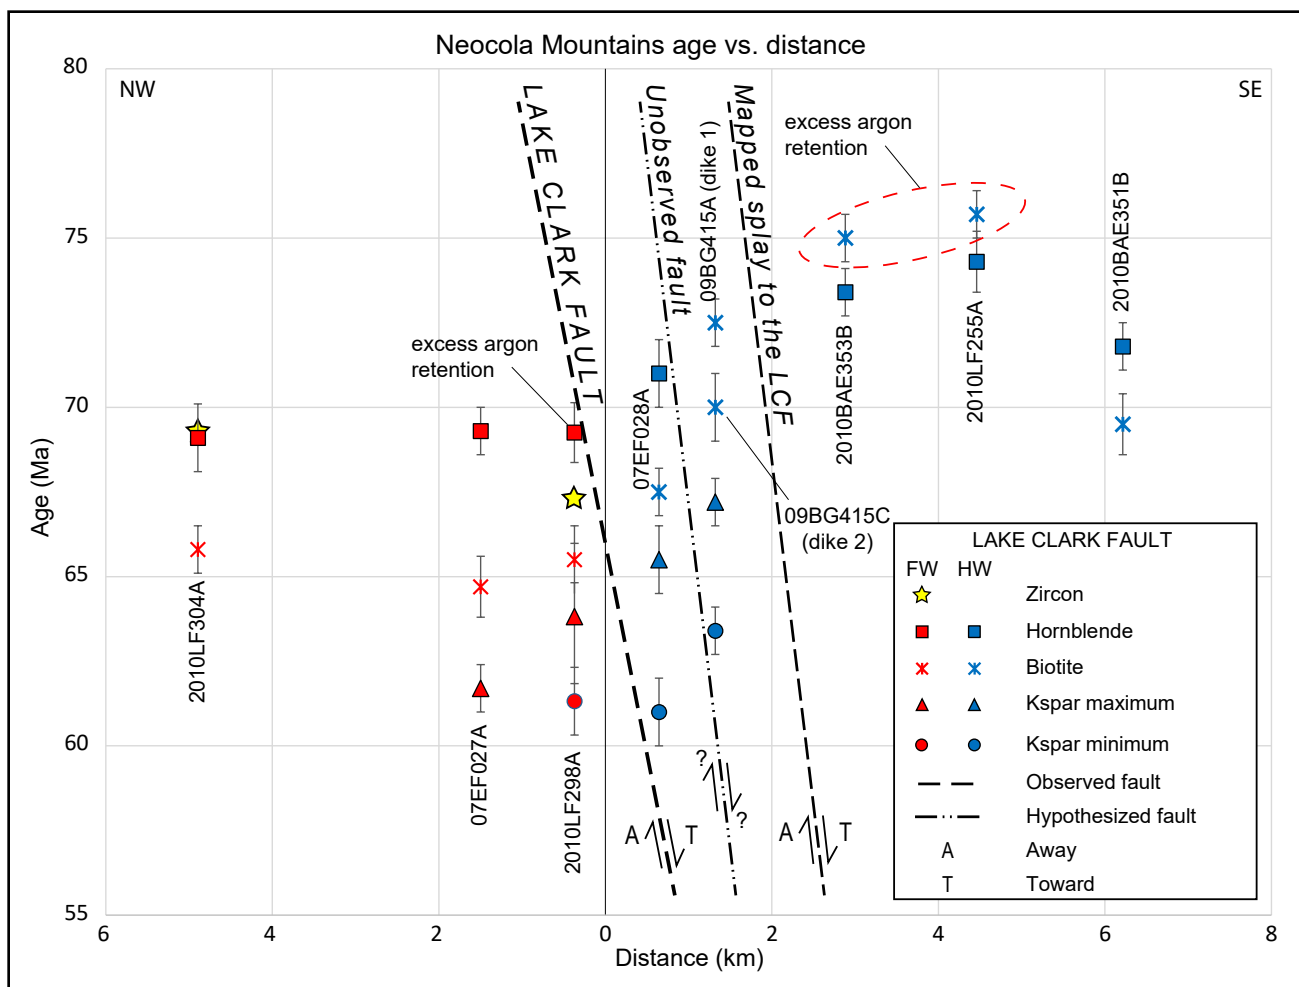 Neocola Mountains age vs. distance
80
75
70
65
60
55
Age (Ma)
NW
SE
LAKE CLARK FAULT
Unobserved fault
09BG415A (dike 1)
Mapped splay to the LCF
excess argon
retention
excess argon
retention
2010LF304A
07EF027A
2010LF298A
07EF028A
09BG415C
(dike 2)
2010BAE353B
2010LF255A
2010BAE351B
A
T
?
?
A
T
LAKE CLARK FAULT
FW HW
Zircon
Hornblende
Biotite
Kspar maximum
Kspar minimum
Observed fault
Hypothesized fault
A Away
T Toward
6 4 2 0 2 4 6 8
Distance (km)